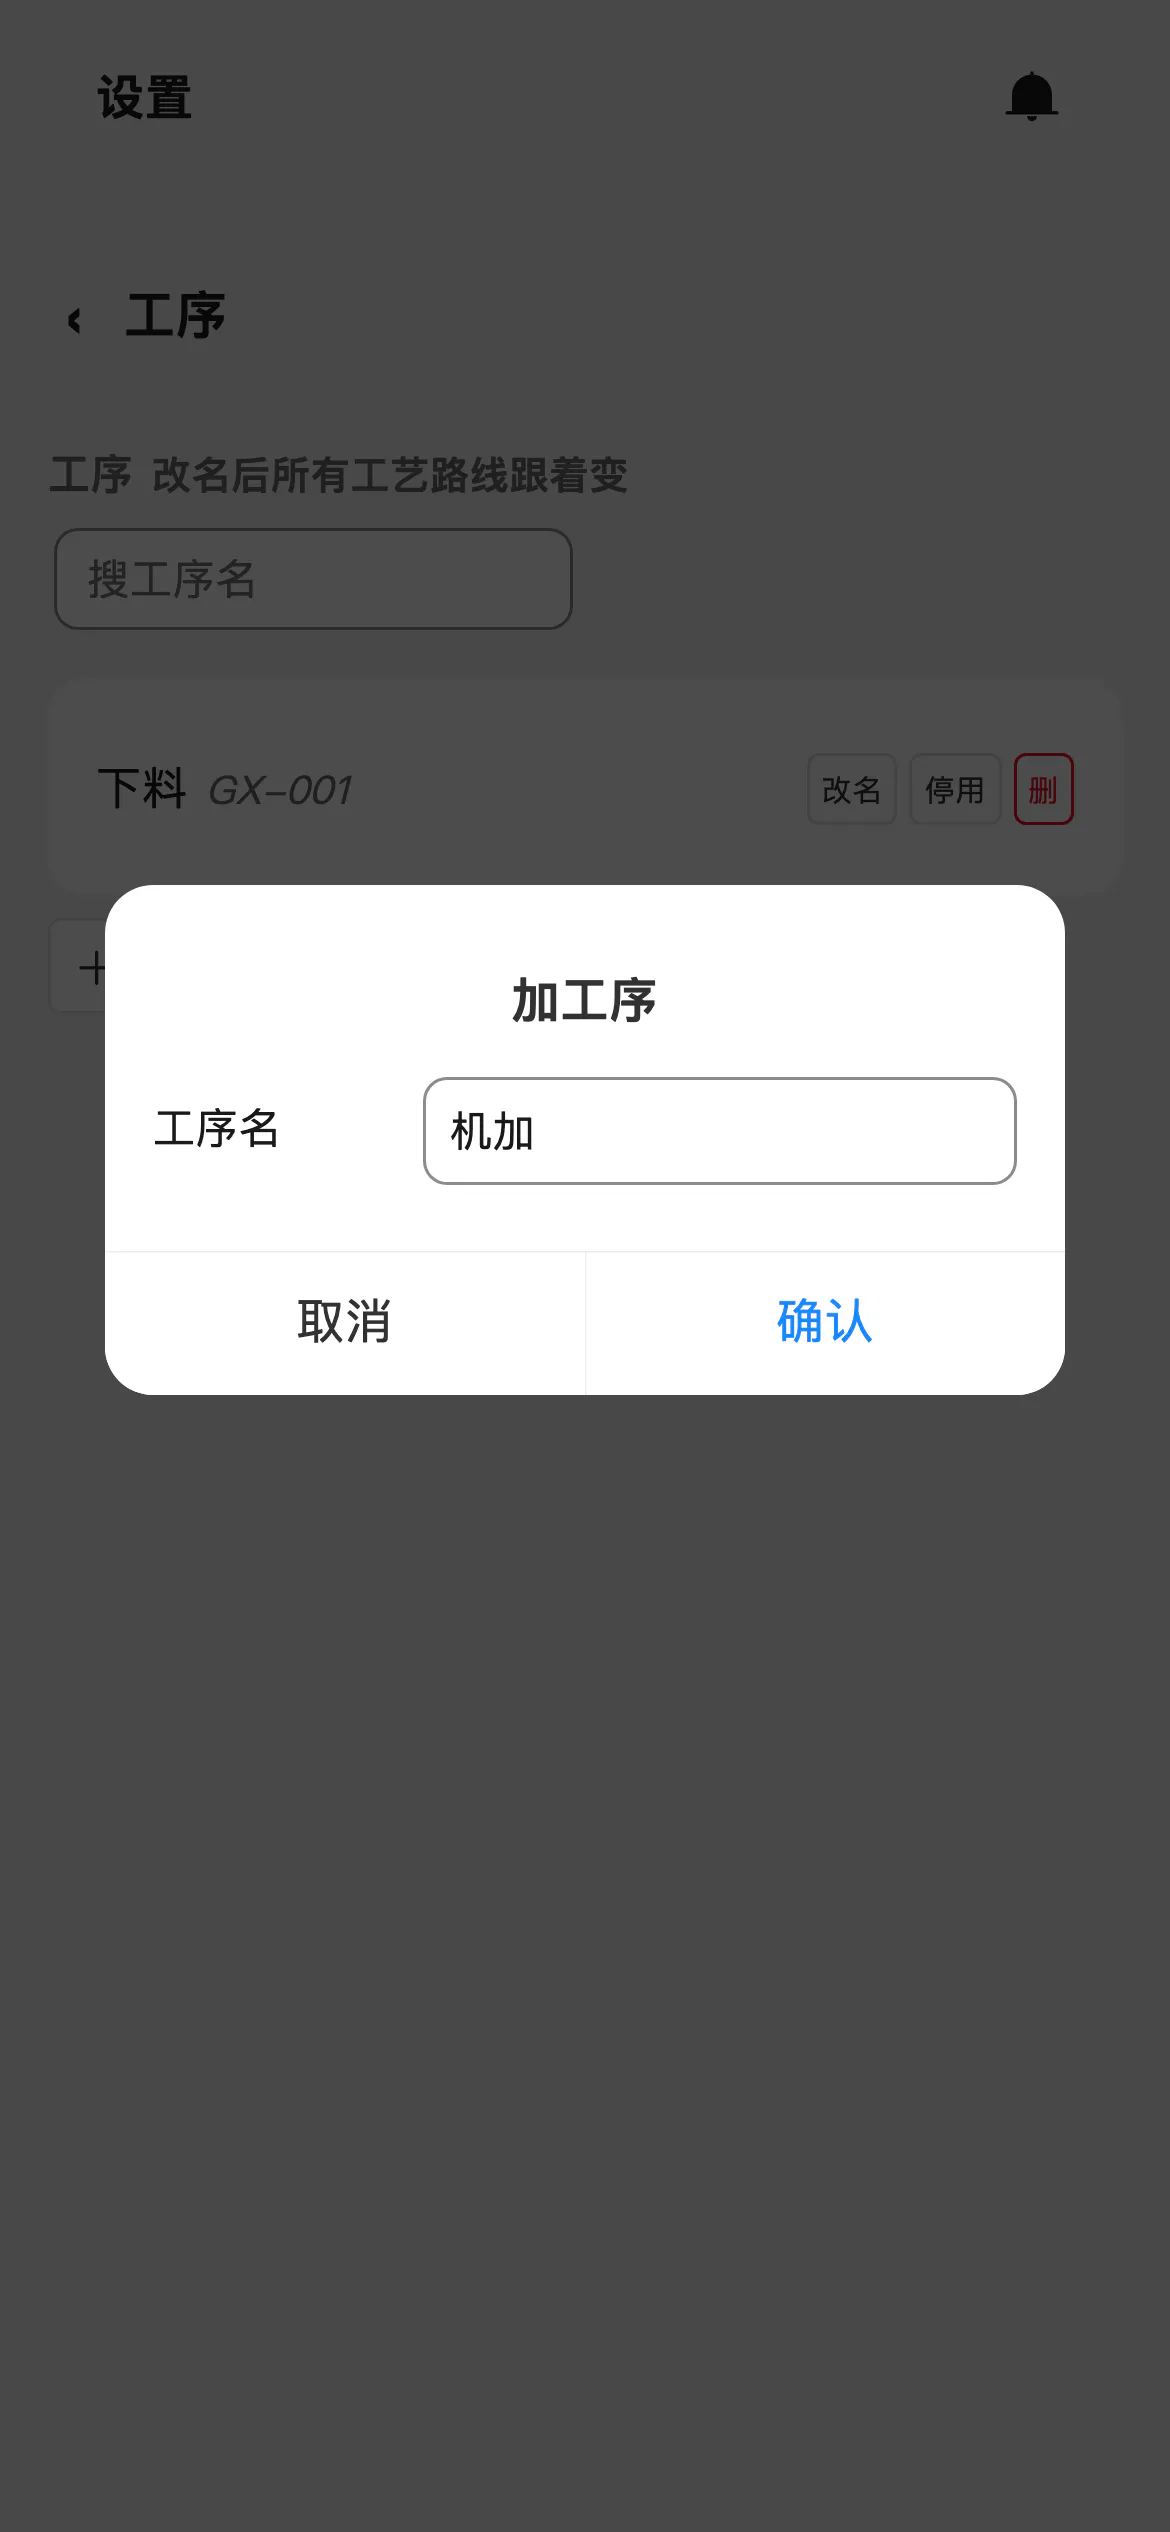 设置
‹ 工序
工序 改名后所有工艺路线跟着变
搜工序名
下料 GX-001 改名 停用 删
+
加工序
工序名 机加
取消 确认